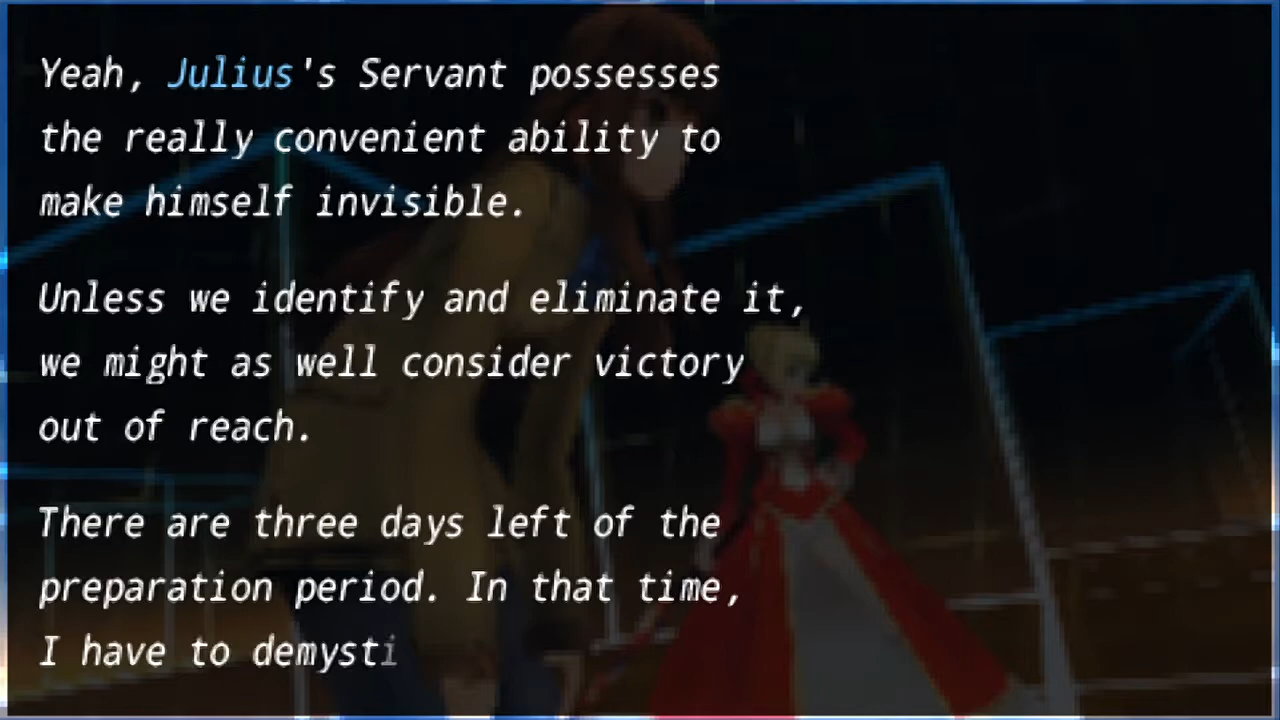 Yeah, Julius's Servant possesses
the really convenient ability to
make himself invisible.
Unless we identify and eliminate it,
we might as well consider victory
out of reach.
There are three days left of the
preparation period. In that time,
I have to demysti